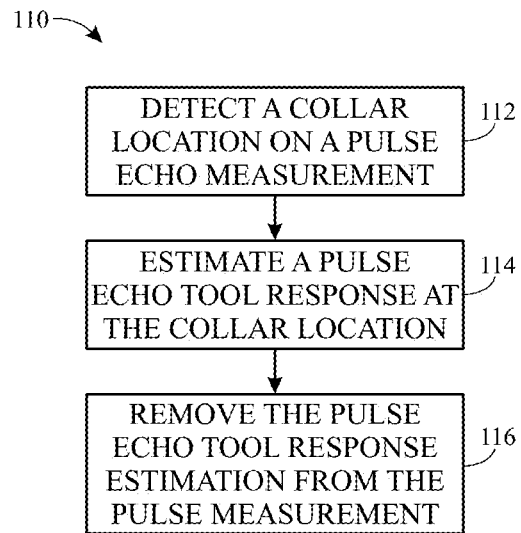 110
DETECT A COLLAR
LOCATION ON A PULSE
ECHO MEASUREMENT
112
ESTIMATE A PULSE
ECHO TOOL RESPONSE AT
THE COLLAR LOCATION
114
REMOVE THE PULSE
ECHO TOOL RESPONSE
ESTIMATION FROM THE
PULSE MEASUREMENT
116